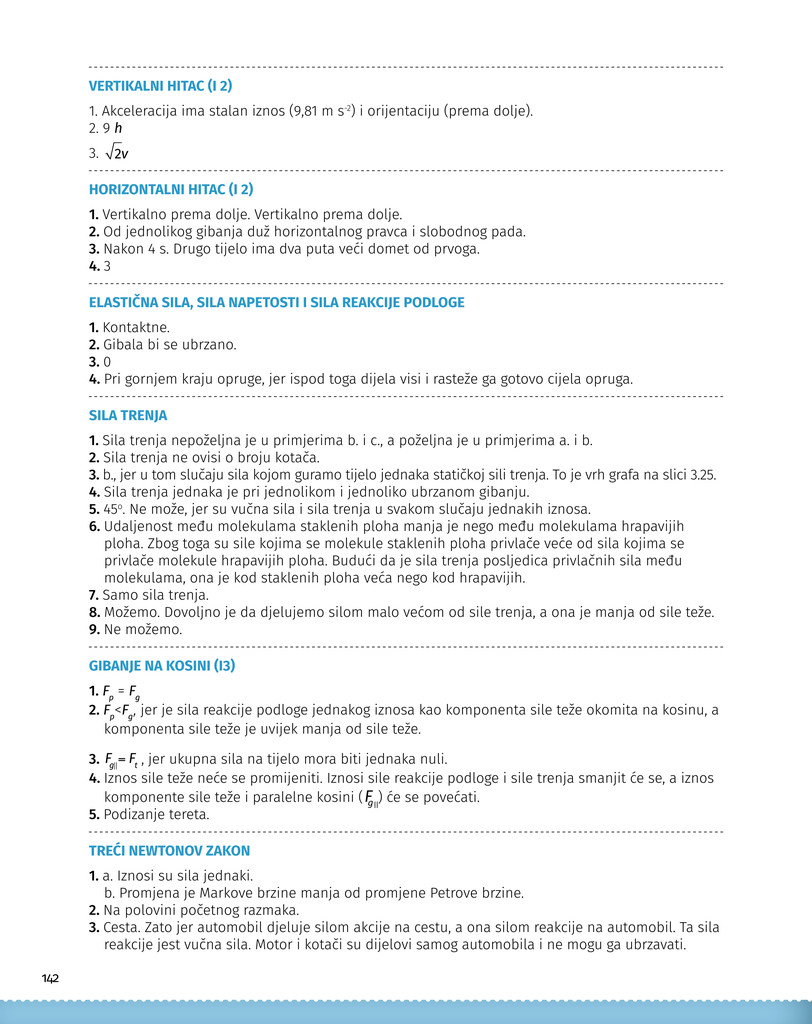 VERTIKALNI HITAC (I 2)
1. Akceleracija ima stalan iznos (9,81 m s⁻²) i orijentaciju (prema dolje).
2. 9 h
3. √2v
HORIZONTALNI HITAC (I 2)
1. Vertikalno prema dolje. Vertikalno prema dolje.
2. Od jednolikog gibanja duž horizontalnog pravca i slobodnog pada.
3. Nakon 4 s. Drugo tijelo ima dva puta veći domet od prvoga.
4. 3
ELASTIČNA SILA, SILA NAPETOSTI I SILA REAKCIJE PODLOGE
1. Kontaktne.
2. Gibala bi se ubrzano.
3. 0
4. Pri gornjem kraju opruge, jer ispod toga dijela visi i rasteže ga gotovo cijela opruga.
SILA TRENJA
1. Sila trenja nepoželjna je u primjerima b. i c., a poželjna je u primjerima a. i b.
2. Sila trenja ne ovisi o broju kotača.
3. b., jer u tom slučaju sila kojom guramo tijelo jednaka statičkoj sili trenja. To je vrh grafa na slici 3.25.
4. Sila trenja jednaka je pri jednolikom i jednoliko ubrzanom gibanju.
5. 45º. Ne može, jer su vučna sila i sila trenja u svakom slučaju jednakih iznosa.
6. Udaljenost među molekulama staklenih ploha manja je nego među molekulama hrapavijih
ploha. Zbog toga su sile kojima se molekule staklenih ploha privlače veće od sila kojima se
privlače molekule hrapavijih ploha. Budući da je sila trenja posljedica privlačnih sila među
molekulama, ona je kod staklenih ploha veća nego kod hrapavijih.
7. Samo sila trenja.
8. Možemo. Dovoljno je da djelujemo silom malo većom od sile trenja, a ona je manja od sile teže.
9. Ne možemo.
GIBANJE NA KOSINI (I3)
1. Fp = Fg
2. Fp<Fg, jer je sila reakcije podloge jednakog iznosa kao komponenta sile teže okomita na kosinu, a
komponenta sile teže je uvijek manja od sile teže.
3. Fg|| = Ft , jer ukupna sila na tijelo mora biti jednaka nuli.
4. Iznos sile teže neće se promijeniti. Iznosi sile reakcije podloge i sile trenja smanjit će se, a iznos
komponente sile teže i paralelne kosini (Fg||) će se povećati.
5. Podizanje tereta.
TREĆI NEWTONOV ZAKON
1. a. Iznosi su sila jednaki.
b. Promjena je Markove brzine manja od promjene Petrove brzine.
2. Na polovini početnog razmaka.
3. Cesta. Zato jer automobil djeluje silom akcije na cestu, a ona silom reakcije na automobil. Ta sila
reakcije jest vučna sila. Motor i kotači su dijelovi samog automobila i ne mogu ga ubrzavati.
142